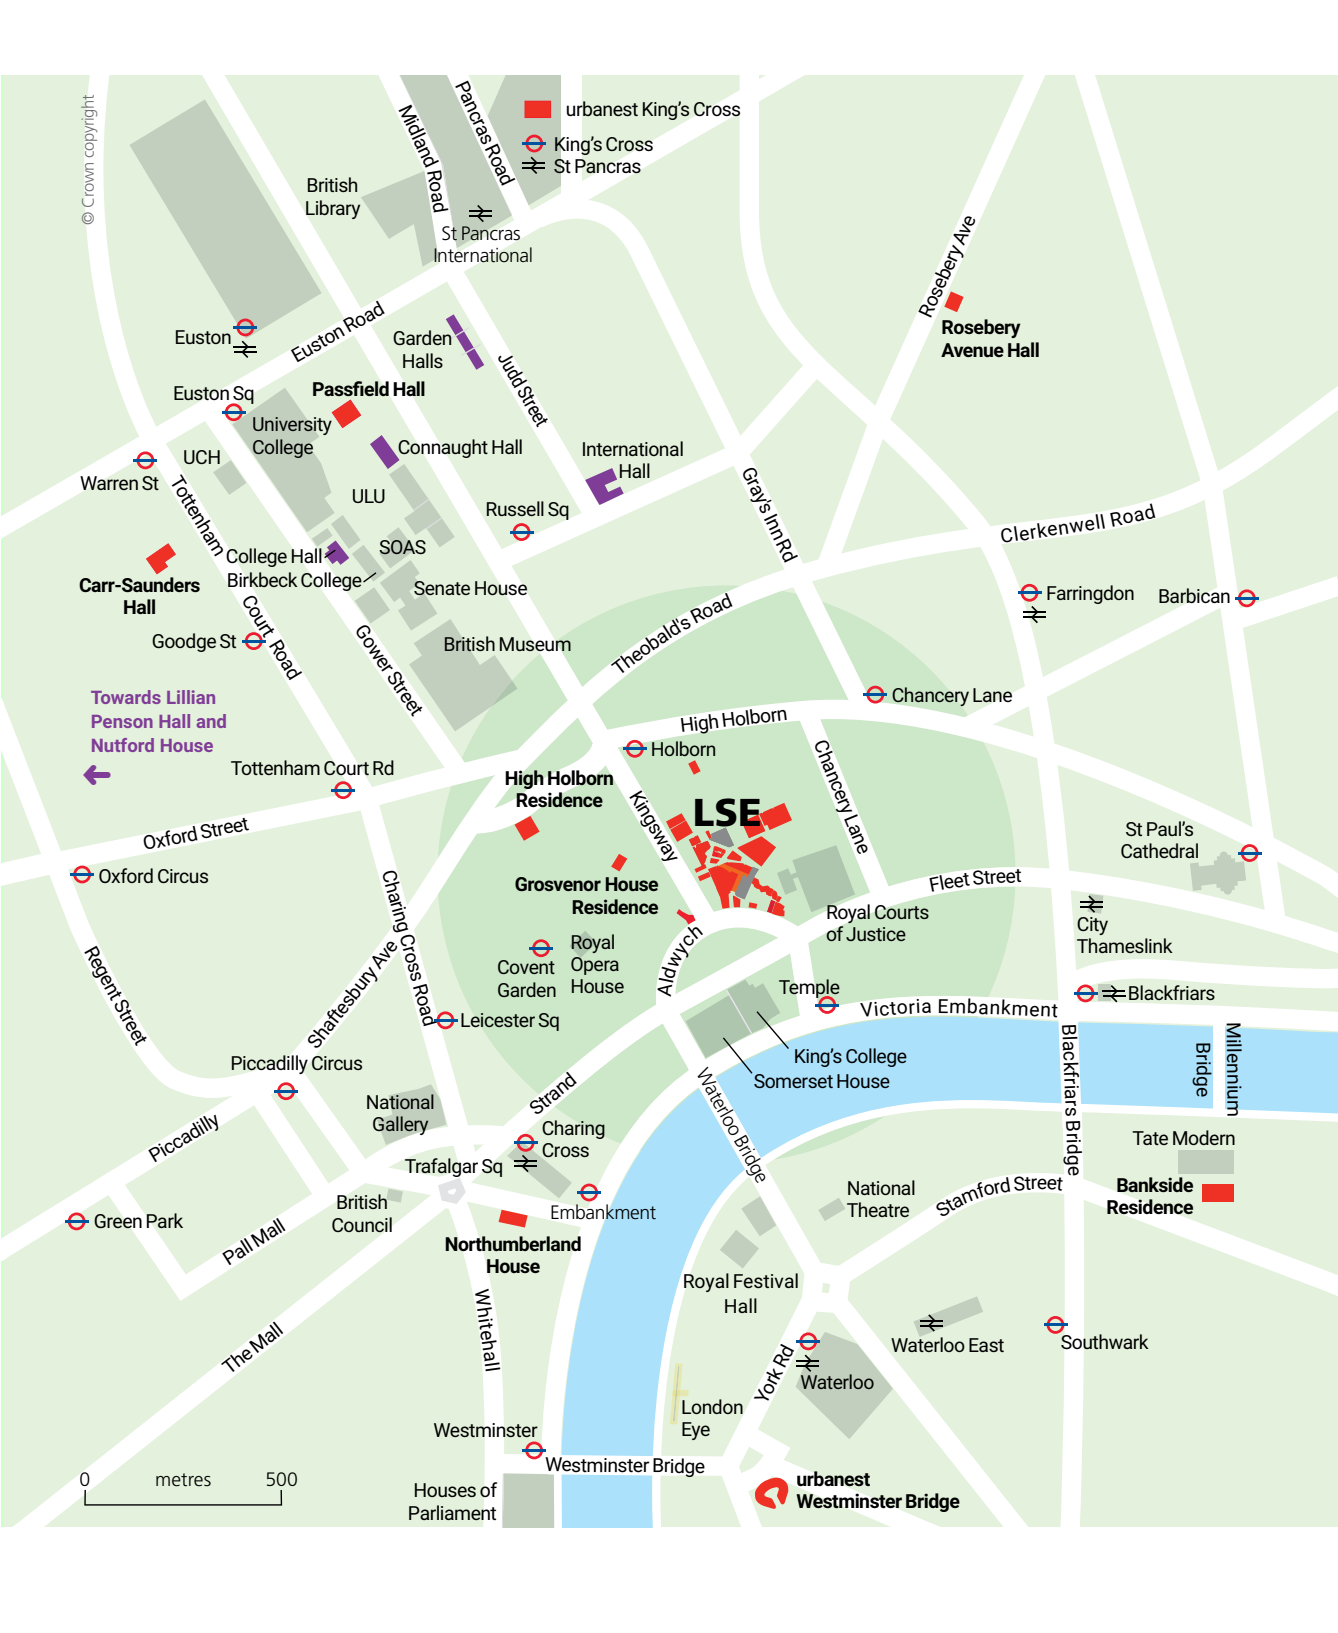 © Crown copyright
Midland Road
Pancras Road
urbanest King's Cross
King's Cross
St Pancras
British
Library
St Pancras
International
Rosebery Ave
Rosebery
Avenue Hall
Euston
Euston Road
Garden
Halls
Judd Street
Euston Sq
Passfield Hall
University
College
Connaught Hall
International
Hall
UCH
Warren St
ULU
Russell Sq
Gray's Inn Rd
Clerkenwell Road
Tottenham
Court Road
College Hall
Birkbeck College
SOAS
Senate House
Carr-Saunders
Hall
Goodge St
Gower Street
British Museum
Theobald's Road
Farringdon
Barbican
Towards Lillian
Penson Hall and
Nutford House
Chancery Lane
High Holborn
Holborn
Tottenham Court Rd
High Holborn
Residence
Kingsway
LSE
Chancery Lane
Oxford Street
Oxford Circus
St Paul's
Cathedral
Grosvenor House
Residence
Fleet Street
Charing Cross Road
Royal Courts
of Justice
City
Thameslink
Regent Street
Shaftesbury Ave
Covent
Garden
Royal
Opera
House
Aldwych
Temple
Blackfriars
Leicester Sq
Victoria Embankment
Piccadilly Circus
King's College
Somerset House
Blackfriars Bridge
Millennium
Bridge
Strand
Waterloo Bridge
National
Gallery
Piccadilly
Charing
Cross
Trafalgar Sq
Tate Modern
Bankside
Residence
British
Council
Embankment
National
Theatre
Stamford Street
Green Park
Pall Mall
Northumberland
House
Royal Festival
Hall
The Mall
Whitehall
Waterloo East
Southwark
York Rd
Waterloo
London
Eye
Westminster
Westminster Bridge
0 metres 500
Houses of
Parliament
urbanest
Westminster Bridge